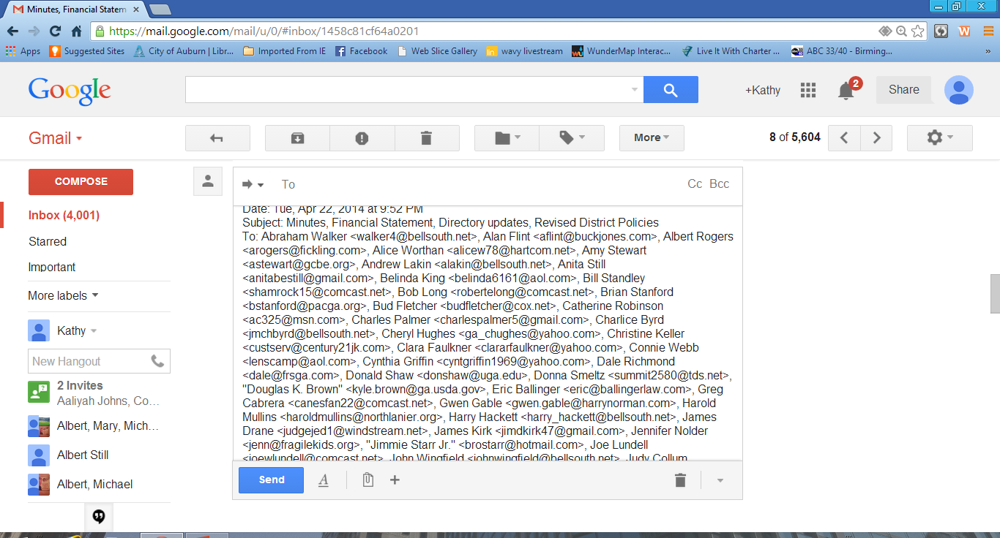 Minutes, Financial Statem
https://mail.google.com/mail/u/0/#inbox/1458c81cf64a0201
Apps Suggested Sites City of Auburn | Libr... Imported From IE Facebook Web Slice Gallery wavy livestream WunderMap Interac... Live It With Charter ... ABC 33/40 - Birming... »
Google +Kathy 2 Share
Gmail More 8 of 5,604
COMPOSE
Inbox (4,001)
Starred
Important
More labels
Kathy
New Hangout
2 Invites
Aaliyah Johns, Co…
Albert, Mary, Mich…
Albert Still
Albert, Michael
To Cc Bcc
Date: Tue, Apr 22, 2014 at 9:52 PM
Subject: Minutes, Financial Statement, Directory updates, Revised District Policies
To: Abraham Walker <walker4@bellsouth.net>, Alan Flint <aflint@buckjones.com>, Albert Rogers
<arogers@fickling.com>, Alice Worthan <alicew78@hartcom.net>, Amy Stewart
<astewart@gcbe.org>, Andrew Lakin <alakin@bellsouth.net>, Anita Still
<anitabestill@gmail.com>, Belinda King <belinda6161@aol.com>, Bill Standley
<shamrock15@comcast.net>, Bob Long <robertelong@comcast.net>, Brian Stanford
<bstanford@pacga.org>, Bud Fletcher <budfletcher@cox.net>, Catherine Robinson
<ac325@msn.com>, Charles Palmer <charlespalmer5@gmail.com>, Charlice Byrd
<jmchbyrd@bellsouth.net>, Cheryl Hughes <ga_chughes@yahoo.com>, Christine Keller
<custserv@century21jk.com>, Clara Faulkner <clararfaulkner@yahoo.com>, Connie Webb
<lenscamp@aol.com>, Cynthia Griffin <cyntgriffin1969@yahoo.com>, Dale Richmond
<dale@frsga.com>, Donald Shaw <donshaw@uga.edu>, Donna Smeltz <summit2580@tds.net>,
"Douglas K. Brown" <kyle.brown@ga.usda.gov>, Eric Ballinger <eric@ballingerlaw.com>, Greg
Cabrera <canesfan22@comcast.net>, Gwen Gable <gwen.gable@harrynorman.com>, Harold
Mullins <haroldmullins@northlanier.org>, Harry Hackett <harry_hackett@bellsouth.net>, James
Drane <judgejed1@windstream.net>, James Kirk <jimdkirk47@gmail.com>, Jennifer Nolder
<jenn@fragilekids.org>, "Jimmie Starr Jr." <brostarr@hotmail.com>, Joe Lundell
<joewlundell@comcast.net>, John Wingfield <johnwingfield@bellsouth.net>, Judy Collum
Send A